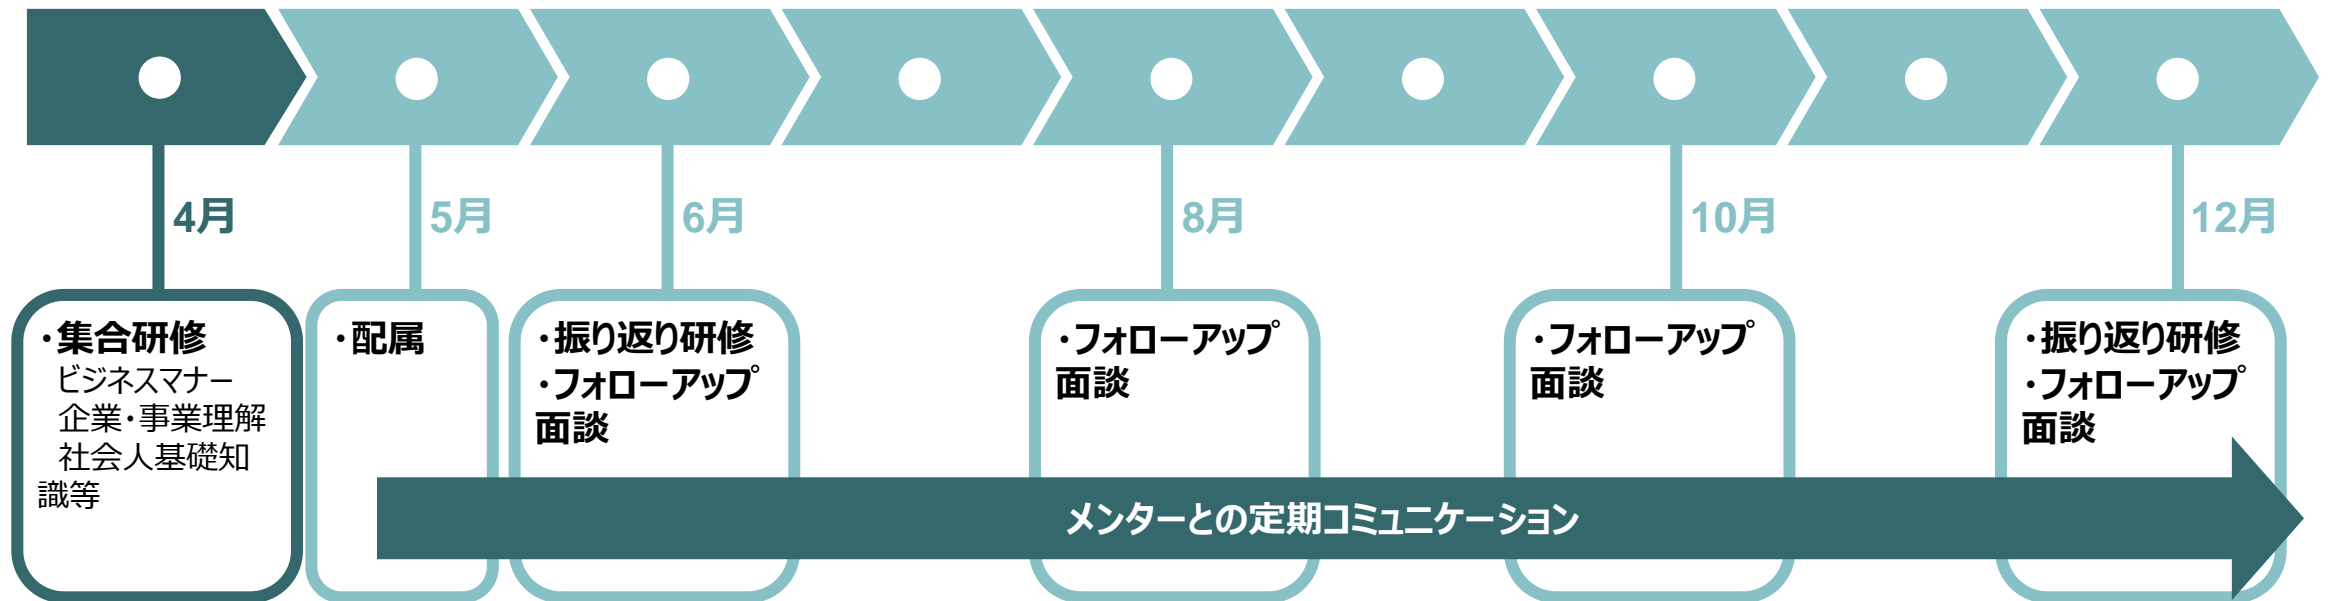 4月
5月
6月
8月
10月
12月
・集合研修
ビジネスマナー
企業・事業理解
社会人基礎知
識等
・配属
・振り返り研修
・フォローアップ
面談
・フォローアップ
面談
・フォローアップ
面談
・振り返り研修
・フォローアップ
面談
メンターとの定期コミュニケーション